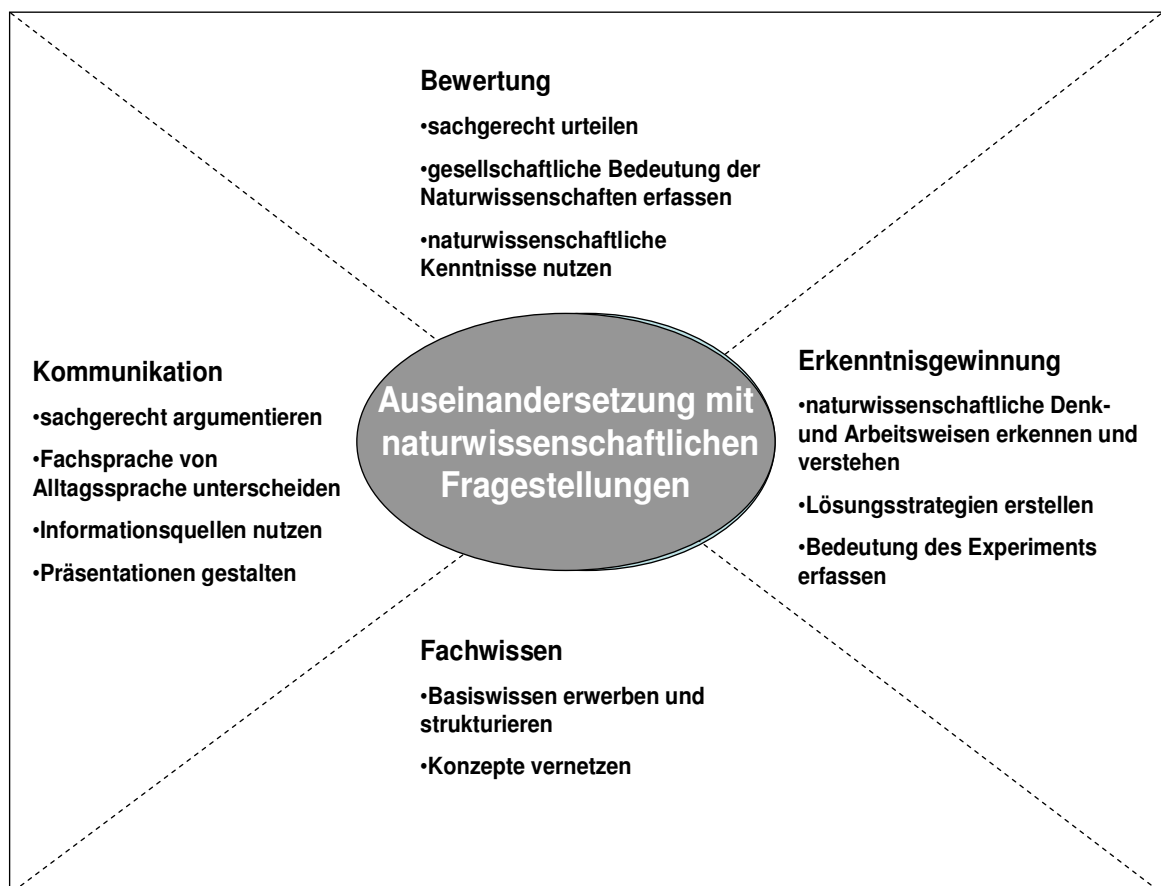 Bewertung
•sachgerecht urteilen
•gesellschaftliche Bedeutung der
Naturwissenschaften erfassen
•naturwissenschaftliche
Kenntnisse nutzen
Kommunikation
•sachgerecht argumentieren
•Fachsprache von
Alltagssprache unterscheiden
•Informationsquellen nutzen
•Präsentationen gestalten
Auseinandersetzung mit
naturwissenschaftlichen
Fragestellungen
Erkenntnisgewinnung
•naturwissenschaftliche Denk-
und Arbeitsweisen erkennen und
verstehen
•Lösungsstrategien erstellen
•Bedeutung des Experiments
erfassen
Fachwissen
•Basiswissen erwerben und
strukturieren
•Konzepte vernetzen